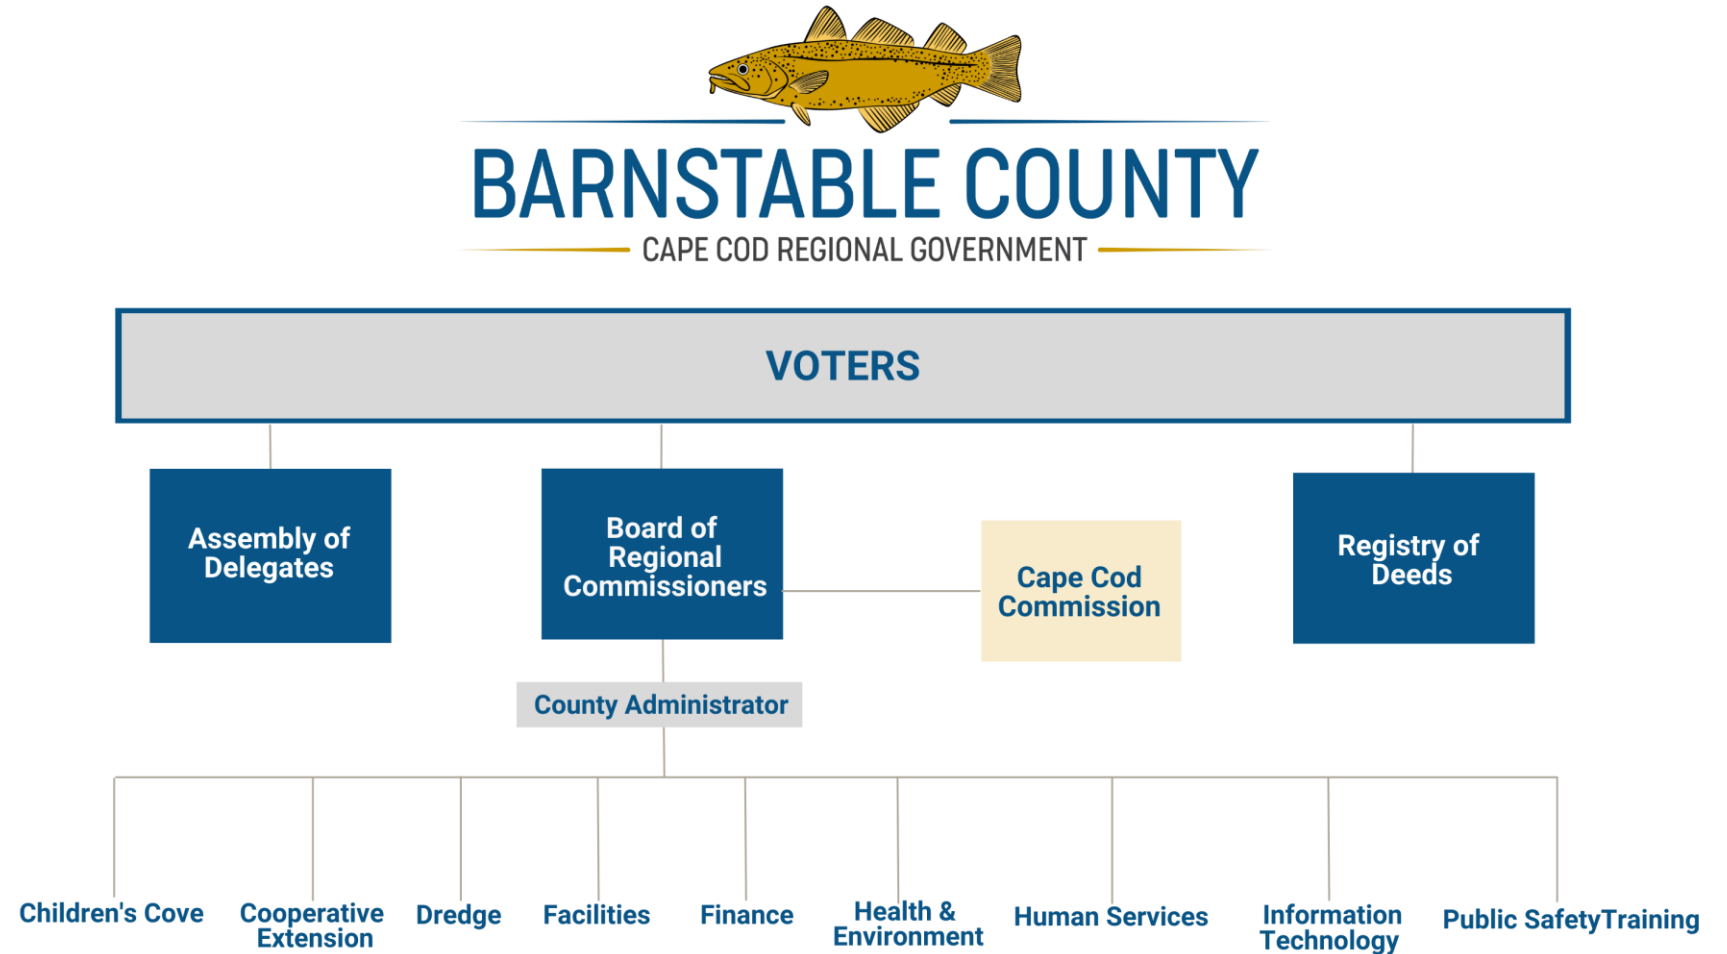 BARNSTABLE COUNTY
CAPE COD REGIONAL GOVERNMENT
VOTERS
Assembly of
Delegates
Board of
Regional
Commissioners
Cape Cod
Commission
Registry of
Deeds
County Administrator
Children's Cove
Cooperative
Extension
Dredge
Facilities
Finance
Health &
Environment
Human Services
Information
Technology
Public SafetyTraining